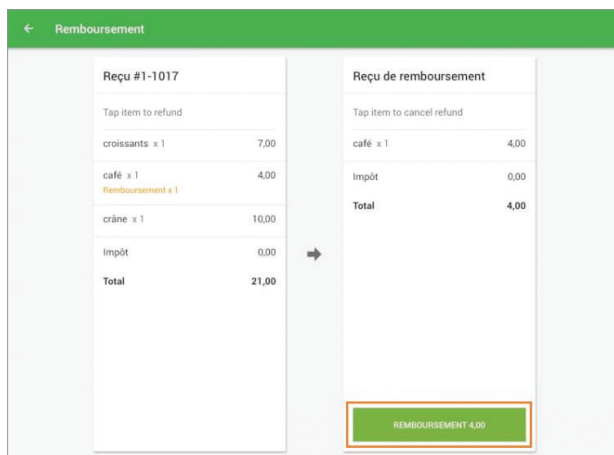 Remboursement
Reçu #1-1017
Tap item to refund
croissants x 1 7,00
café x 1 4,00
Remboursement x 1
crâne x 1 10,00
Impôt 0,00
Total 21,00
Reçu de remboursement
Tap item to cancel refund
café x 1 4,00
Impôt 0,00
Total 4,00
REMBOURSEMENT 4,00